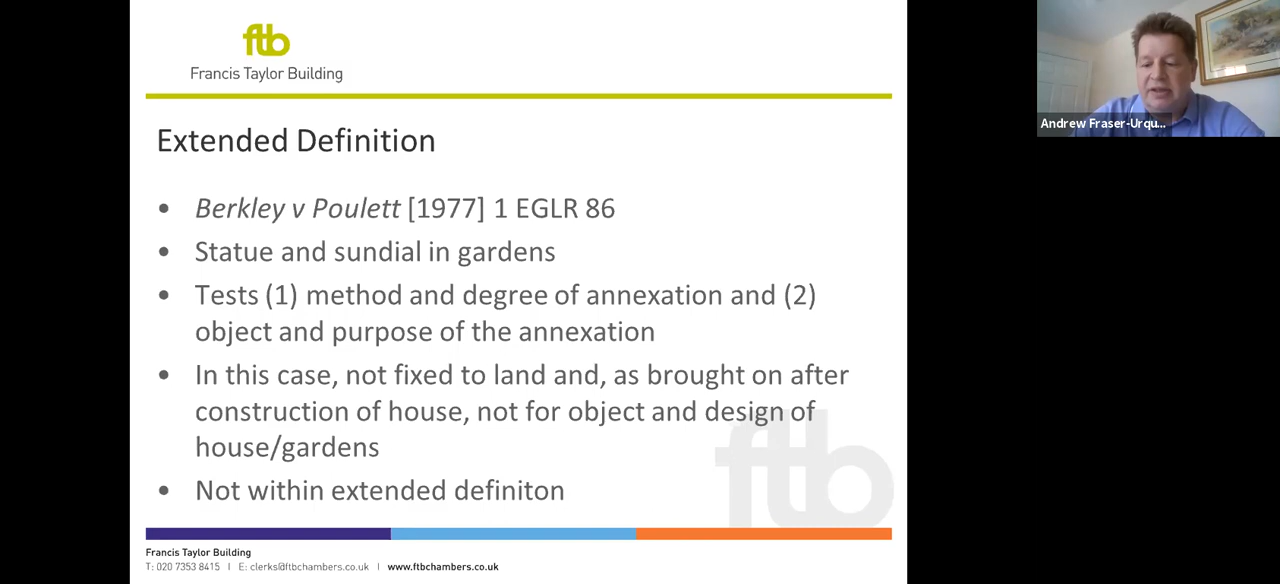 ftb
Francis Taylor Building
Andrew Fraser-Urqu...
Extended Definition
• Berkley v Poulett [1977] 1 EGLR 86
• Statue and sundial in gardens
• Tests (1) method and degree of annexation and (2)
object and purpose of the annexation
• In this case, not fixed to land and, as brought on after
construction of house, not for object and design of
house/gardens
• Not within extended definiton
ftb
Francis Taylor Building
T: 020 7353 8415 I E: clerks@ftbchambers.co.uk I www.ftbchambers.co.uk